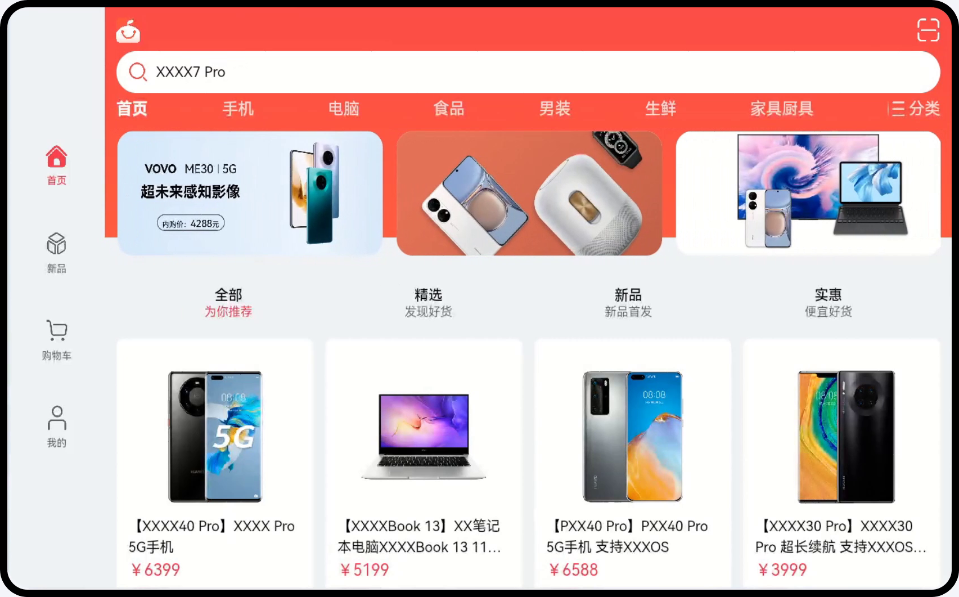 XXXX7 Pro
首页 手机 电脑 食品 男装 生鲜 家具厨具 分类
首页
新品
购物车
我的
VOVO ME30 | 5G
超未来感知影像
内购价：4288元
全部 精选 新品 实惠
为你推荐 发现好货 新品首发 便宜好货
08:08
5G
08:08
【XXXX40 Pro】XXXX Pro
5G手机
￥6399
【XXXXBook 13】XX笔记
本电脑XXXXBook 13 11...
￥5199
【PXX40 Pro】PXX40 Pro
5G手机 支持XXXOS
￥6588
【XXXX30 Pro】XXXX30
Pro 超长续航 支持XXXOS...
￥3999